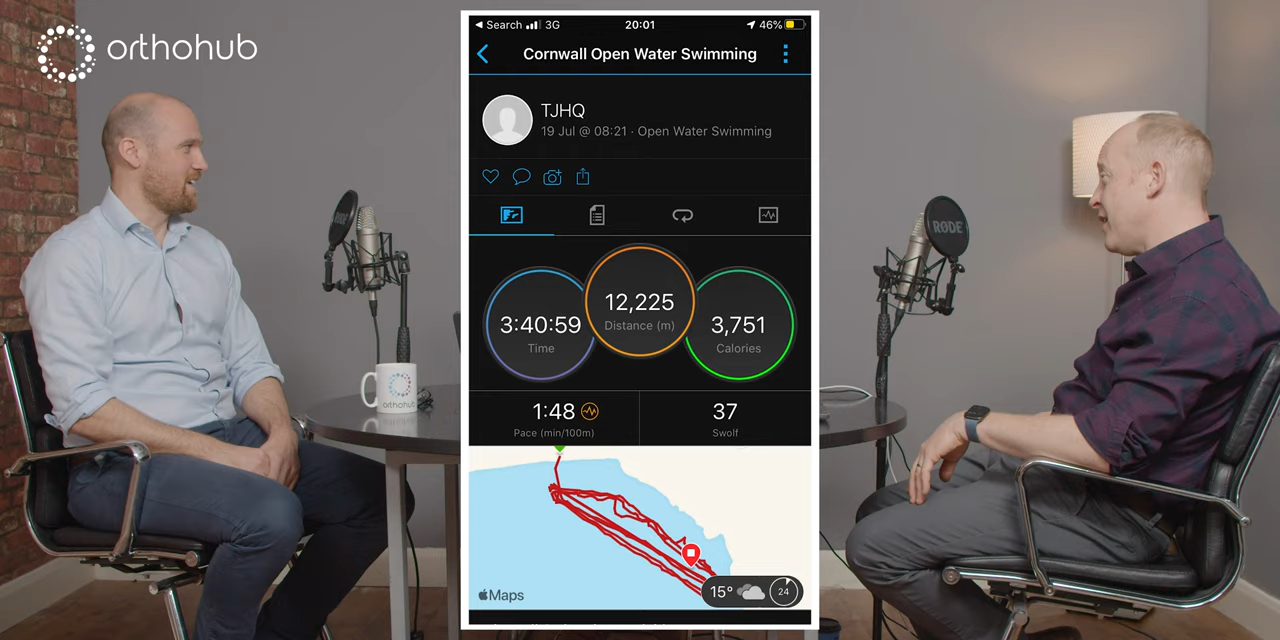 orthohub
◀ Search 3G 20:01 46%
Cornwall Open Water Swimming
TJHQ
19 Jul @ 08:21 · Open Water Swimming
3:40:59
Time
12,225
Distance (m)
3,751
Calories
1:48
Pace (min/100m)
37
Swolf
Maps
15° 24
RØDE
RØDE
orthohub